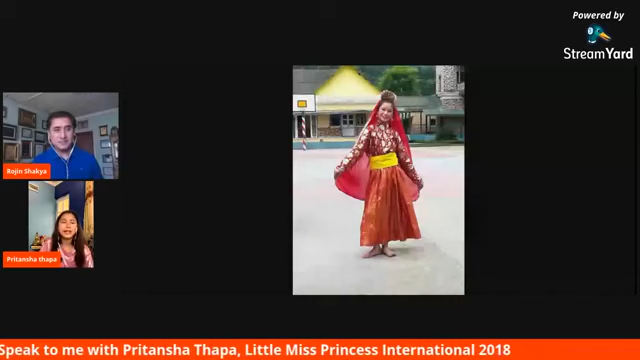 Powered by
StreamYard
Rojin Shakya
Pritansha thapa
Speak to me with Pritansha Thapa, Little Miss Princess International 2018